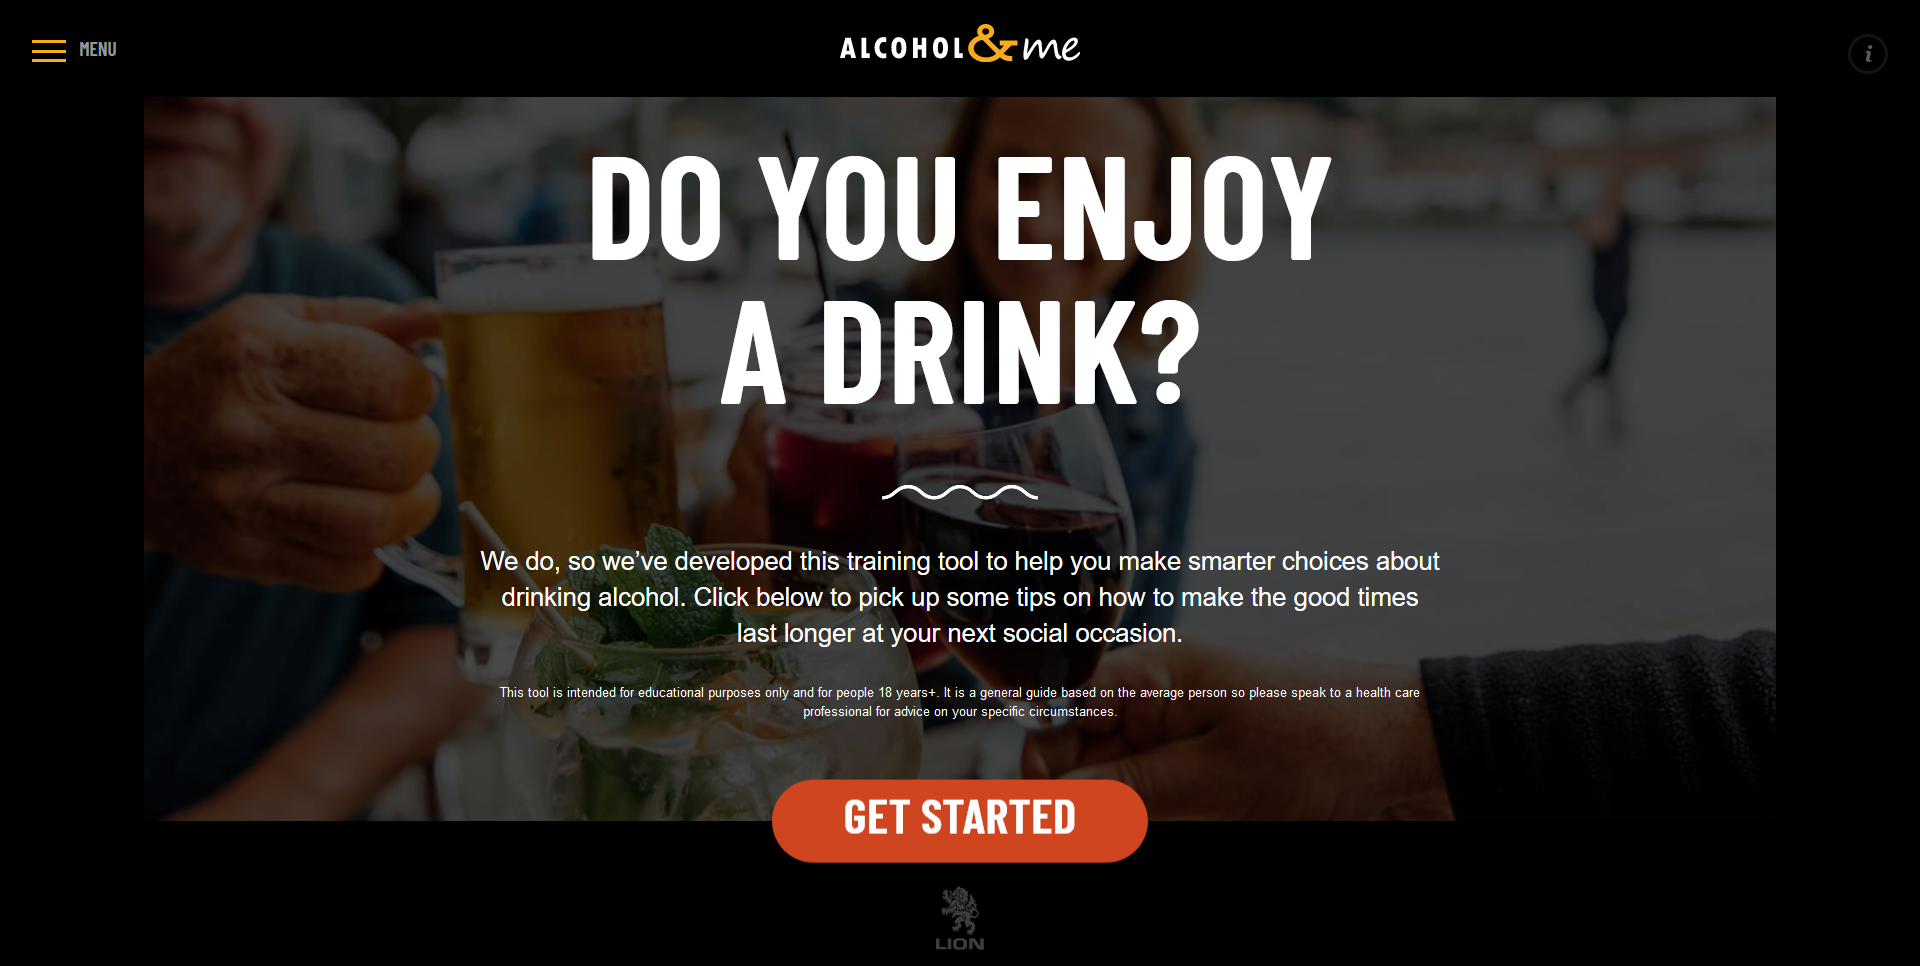 MENU
ALCOHOL&me
i
DO YOU ENJOY
A DRINK?
We do, so we’ve developed this training tool to help you make smarter choices about
drinking alcohol. Click below to pick up some tips on how to make the good times
last longer at your next social occasion.
This tool is intended for educational purposes only and for people 18 years+. It is a general guide based on the average person so please speak to a health care
professional for advice on your specific circumstances.
GET STARTED
LION